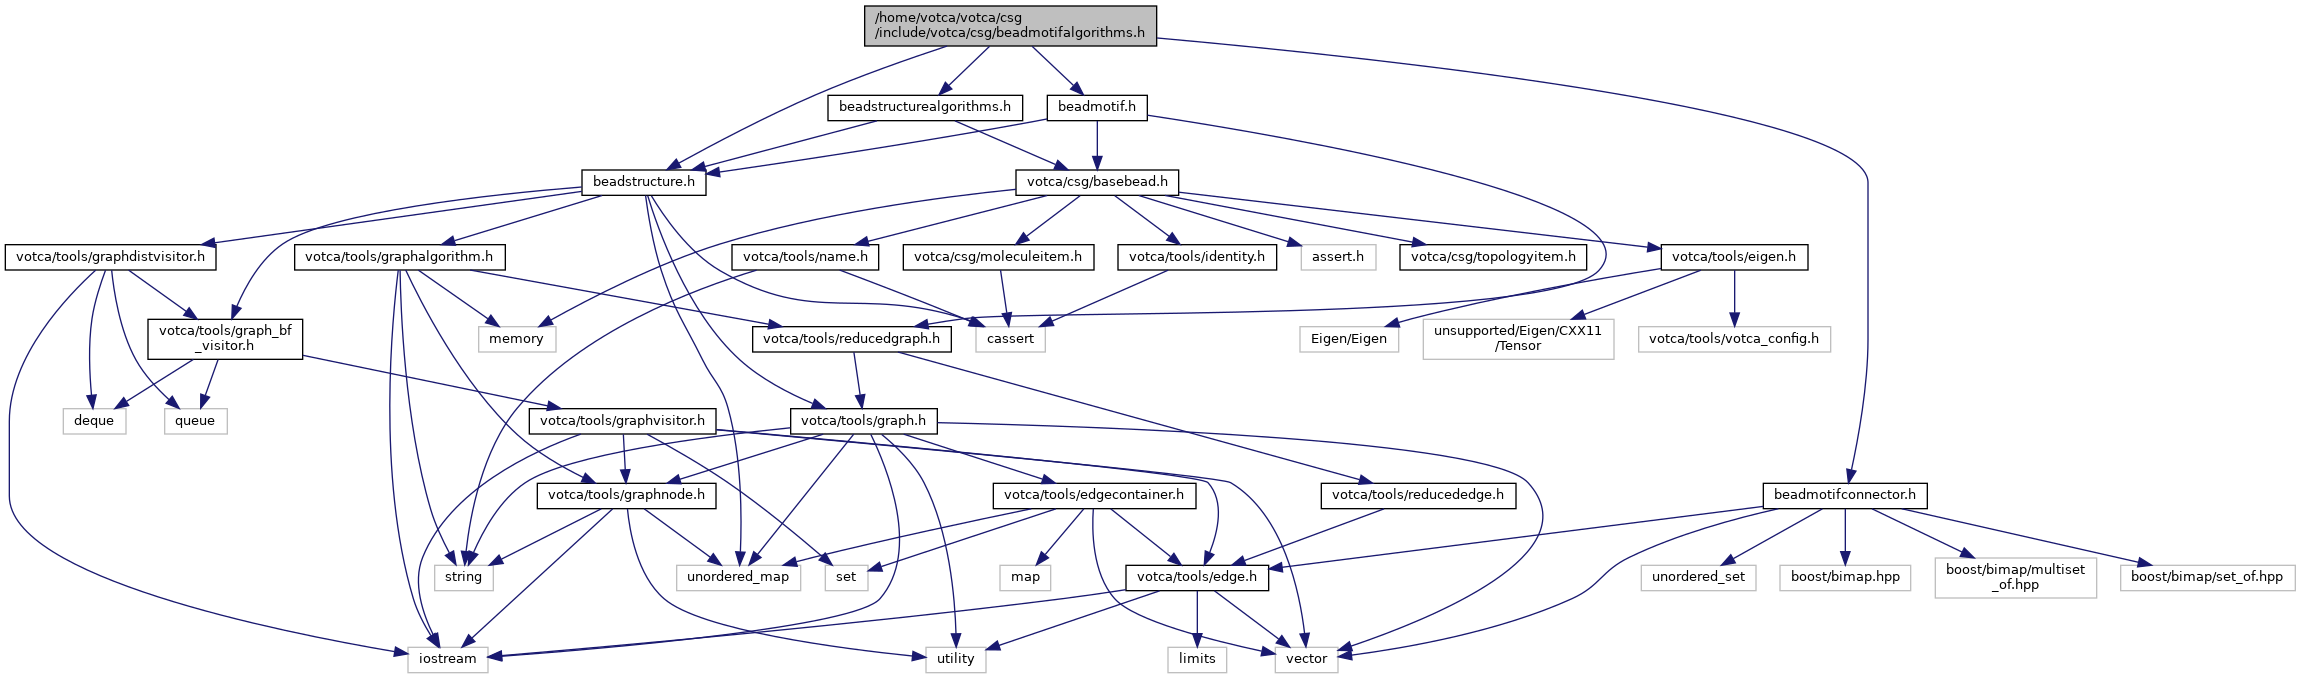 /home/votca/votca/csg
/include/votca/csg/beadmotifalgorithms.h
beadstructurealgorithms.h
beadmotif.h
beadstructure.h
votca/csg/basebead.h
votca/tools/graphdistvisitor.h
votca/tools/graphalgorithm.h
votca/tools/name.h
votca/csg/moleculeitem.h
votca/tools/identity.h
assert.h
votca/csg/topologyitem.h
votca/tools/eigen.h
votca/tools/graph_bf
_visitor.h
memory
votca/tools/reducedgraph.h
cassert
Eigen/Eigen
unsupported/Eigen/CXX11
/Tensor
votca/tools/votca_config.h
deque
queue
votca/tools/graphvisitor.h
votca/tools/graph.h
votca/tools/graphnode.h
votca/tools/edgecontainer.h
votca/tools/reducededge.h
beadmotifconnector.h
string
unordered_map
set
map
votca/tools/edge.h
unordered_set
boost/bimap.hpp
boost/bimap/multiset
_of.hpp
boost/bimap/set_of.hpp
iostream
utility
limits
vector